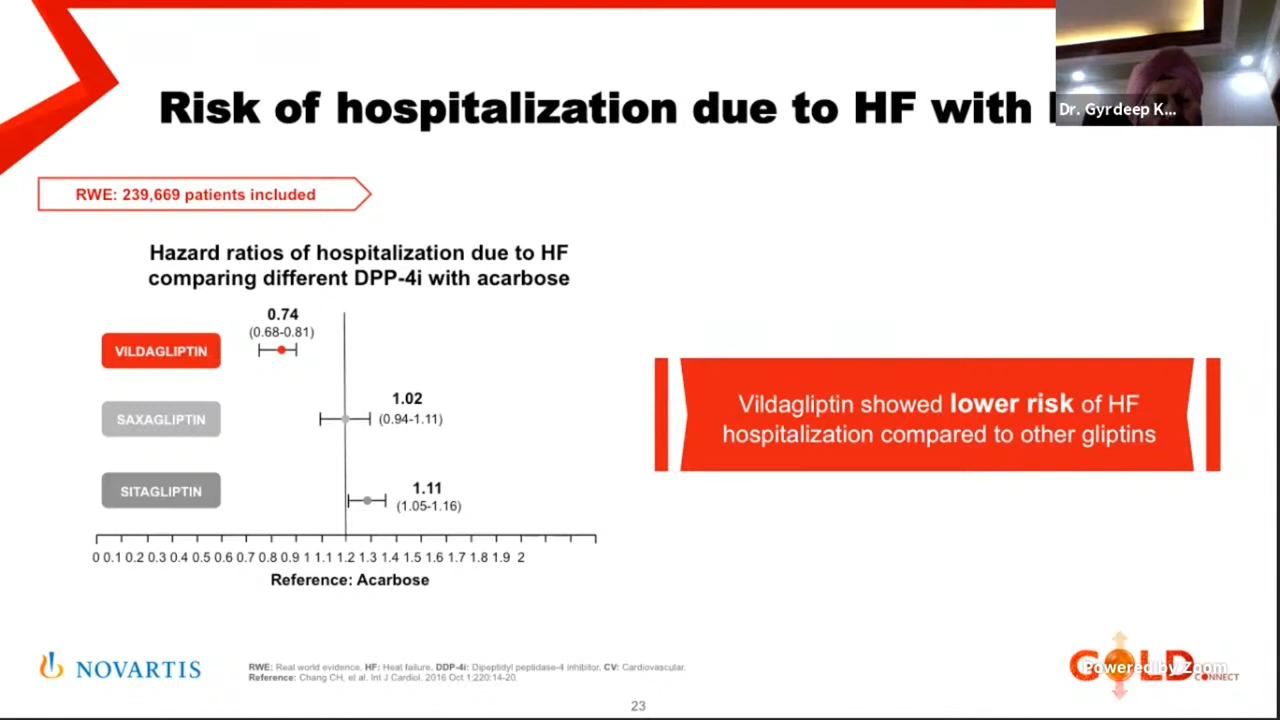 Risk of hospitalization due to HF with
Dr. Gyrdeep K...
RWE: 239,669 patients included
Hazard ratios of hospitalization due to HF
comparing different DPP-4i with acarbose
0.74
(0.68-0.81)
VILDAGLIPTIN
1.02
SAXAGLIPTIN
(0.94-1.11)
1.11
SITAGLIPTIN
(1.05-1.16)
0 0.1 0.2 0.3 0.4 0.5 0.6 0.7 0.8 0.9 1 1.1 1.2 1.3 1.4 1.5 1.6 1.7 1.8 1.9 2
Reference: Acarbose
Vildagliptin showed lower risk of HF
hospitalization compared to other gliptins
NOVARTIS
RWE: Real world evidence, HF: Heat failure, DDP-4i: Dipeptidyl peptidase-4 inhibitor, CV: Cardiovascular.
Reference: Chang CH, et al. Int J Cardiol. 2016 Oct 1;220:14-20.
GOLD
CONNECT
Powered by Zoom
23